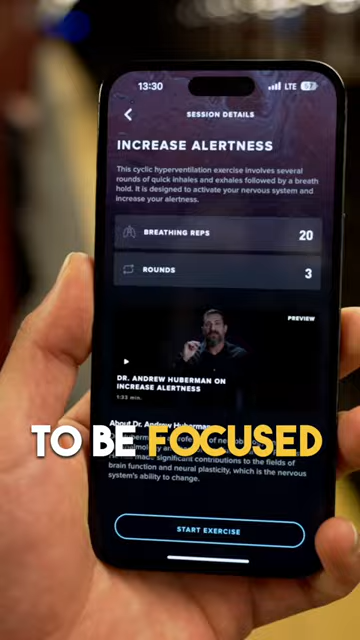 13:30
LTE
57
SESSION DETAILS
INCREASE ALERTNESS
This cyclic hyperventilation exercise involves several
rounds of quick inhales and exhales followed by a breath
hold. It is designed to activate your nervous system and
increase your alertness.
BREATHING REPS
20
ROUNDS
3
PREVIEW
DR. ANDREW HUBERMAN ON
INCREASE ALERTNESS
1:33 min.
About Dr. Andrew Huberman
TO BE FOCUSED
made significant contributions to the fields of
brain function and neural plasticity, which is the nervous
system's ability to change.
START EXERCISE